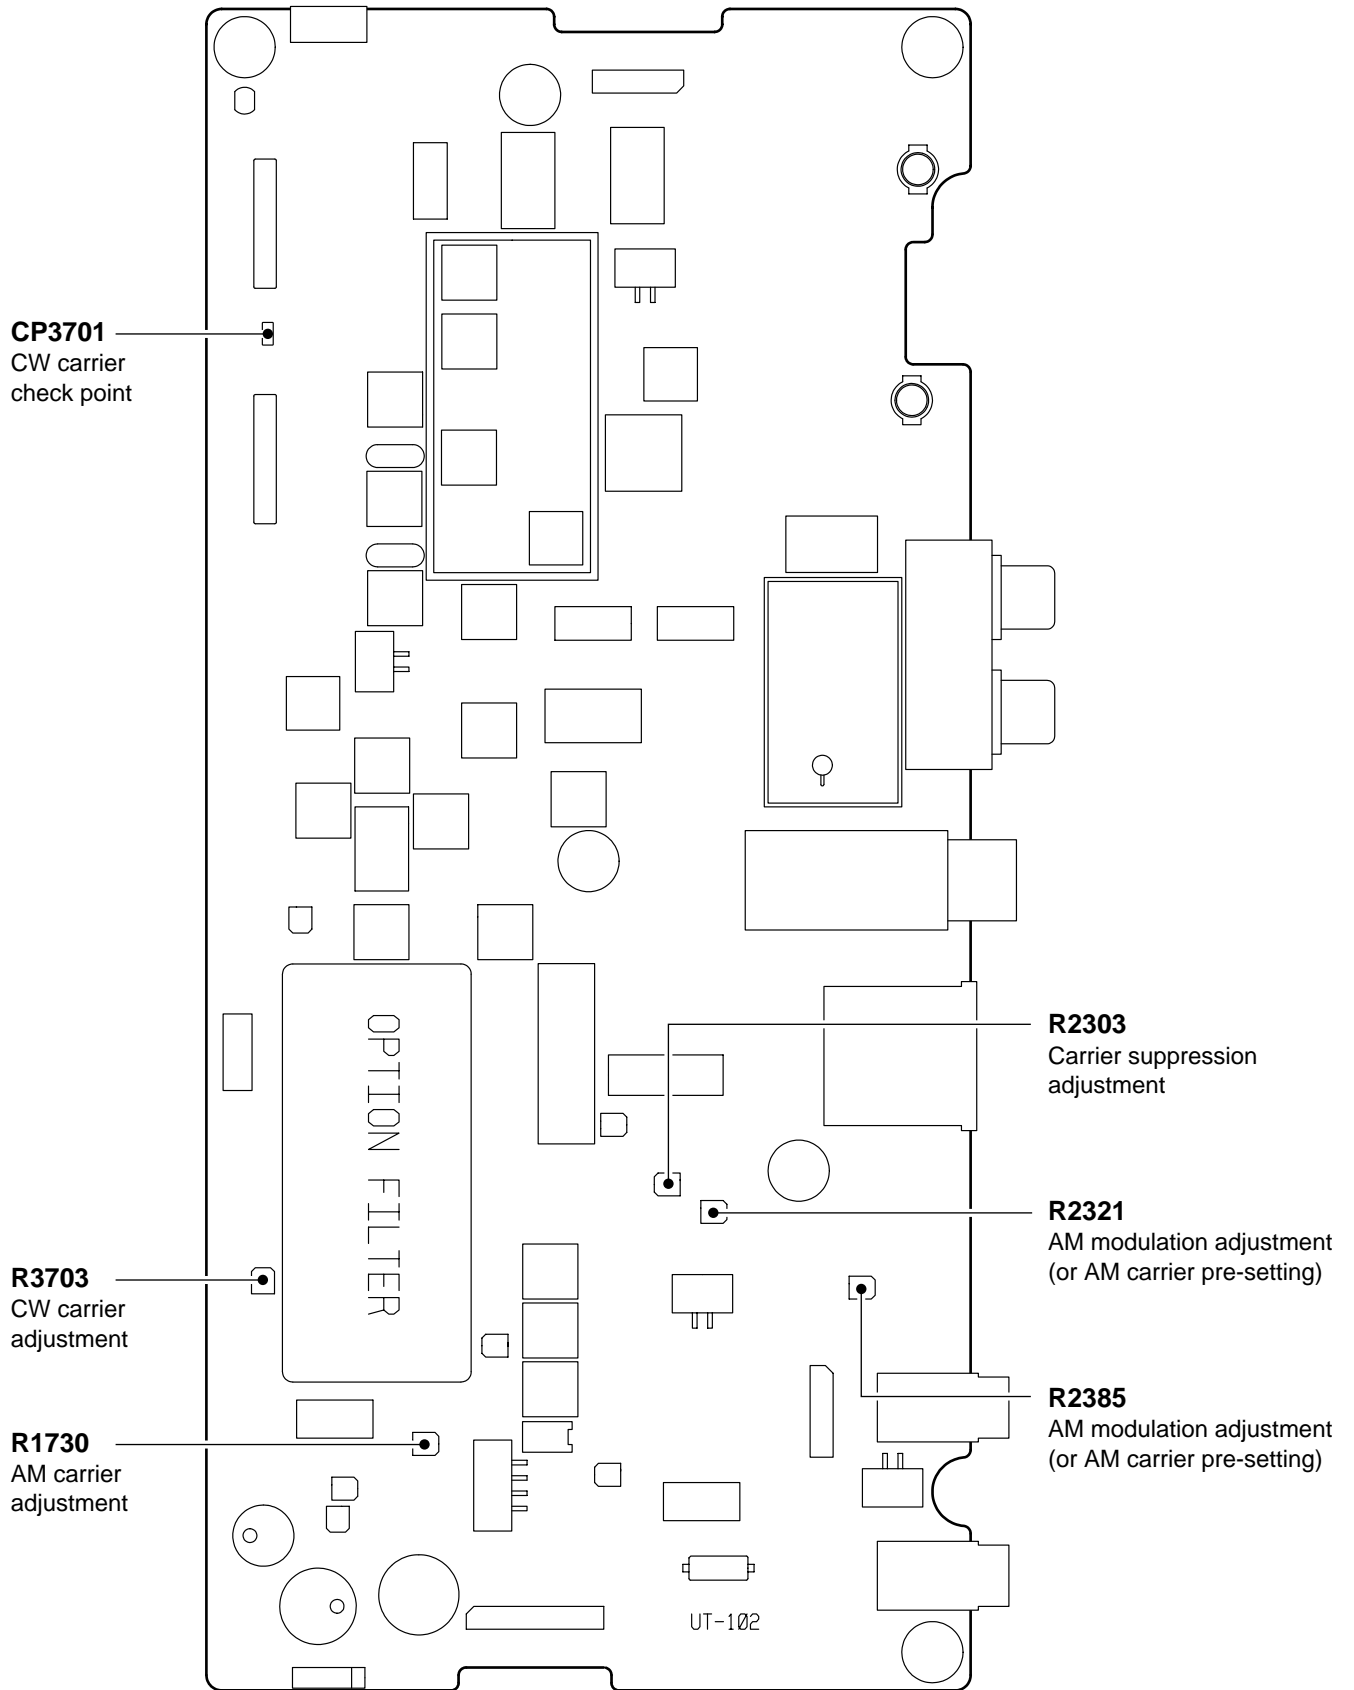 CP3701
CW carrier
check point
R2303
Carrier suppression
adjustment
OPTION FILTER
R2321
AM modulation adjustment
(or AM carrier pre-setting)
R3703
CW carrier
adjustment
R2385
AM modulation adjustment
(or AM carrier pre-setting)
R1730
AM carrier
adjustment
UT-102